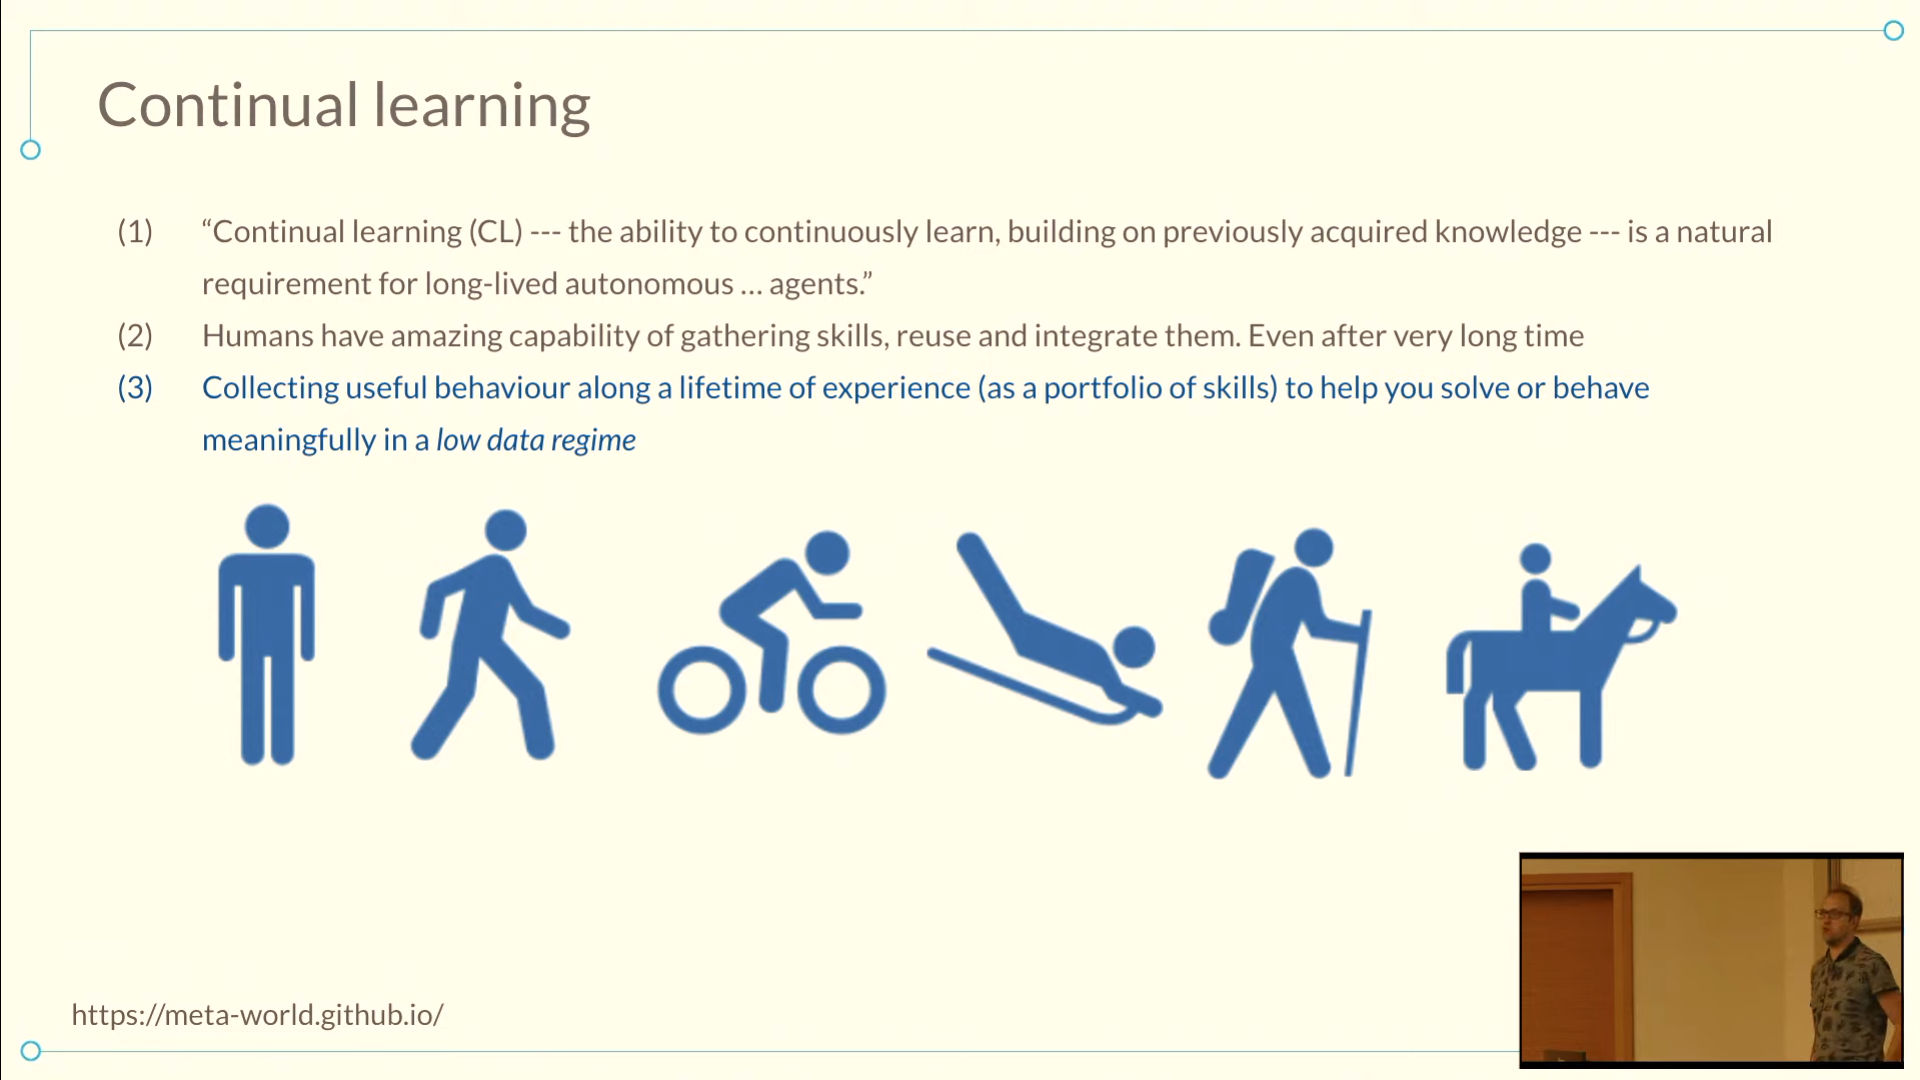 Continual learning
(1) “Continual learning (CL) --- the ability to continuously learn, building on previously acquired knowledge --- is a natural
requirement for long-lived autonomous ... agents.”
(2) Humans have amazing capability of gathering skills, reuse and integrate them. Even after very long time
(3) Collecting useful behaviour along a lifetime of experience (as a portfolio of skills) to help you solve or behave
meaningfully in a low data regime
https://meta-world.github.io/